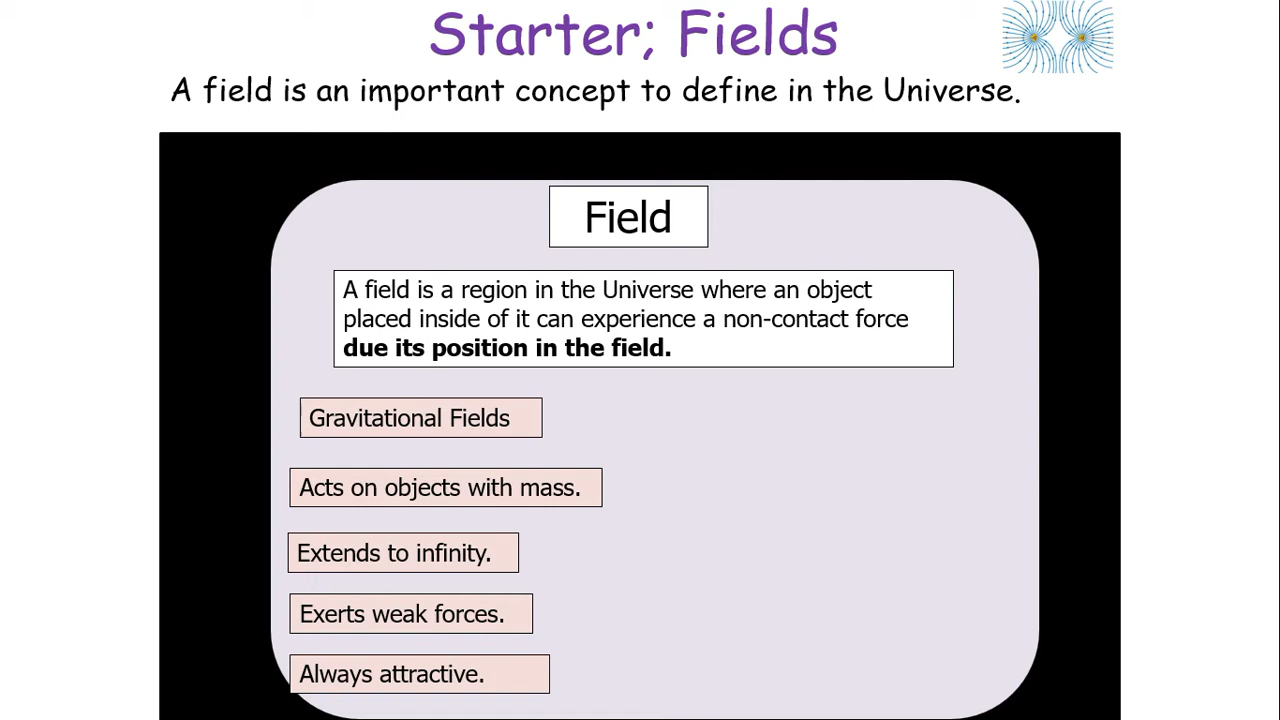 Starter; Fields
A field is an important concept to define in the Universe.
Field
A field is a region in the Universe where an object
placed inside of it can experience a non-contact force
due its position in the field.
Gravitational Fields
Acts on objects with mass.
Extends to infinity.
Exerts weak forces.
Always attractive.